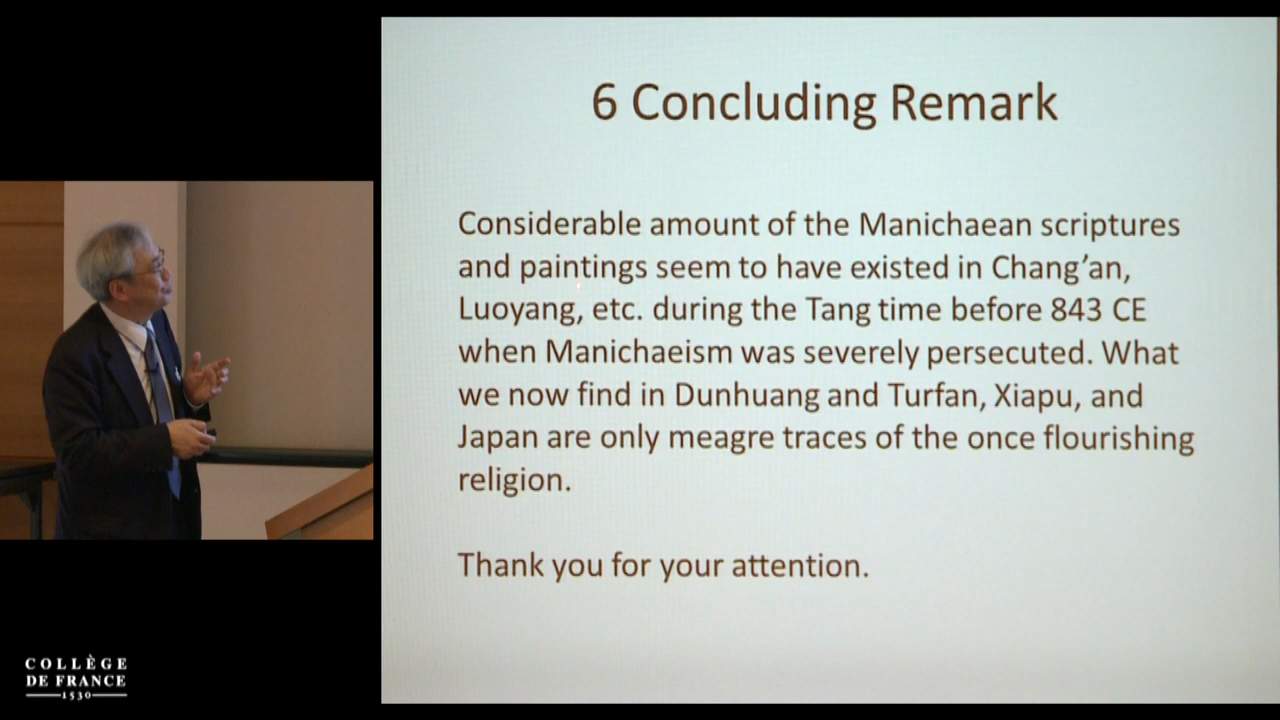 6 Concluding Remark
Considerable amount of the Manichaean scriptures
and paintings seem to have existed in Chang’an,
Luoyang, etc. during the Tang time before 843 CE
when Manichaeism was severely persecuted. What
we now find in Dunhuang and Turfan, Xiapu, and
Japan are only meagre traces of the once flourishing
religion.
Thank you for your attention.
COLLÈGE
DE FRANCE
1530